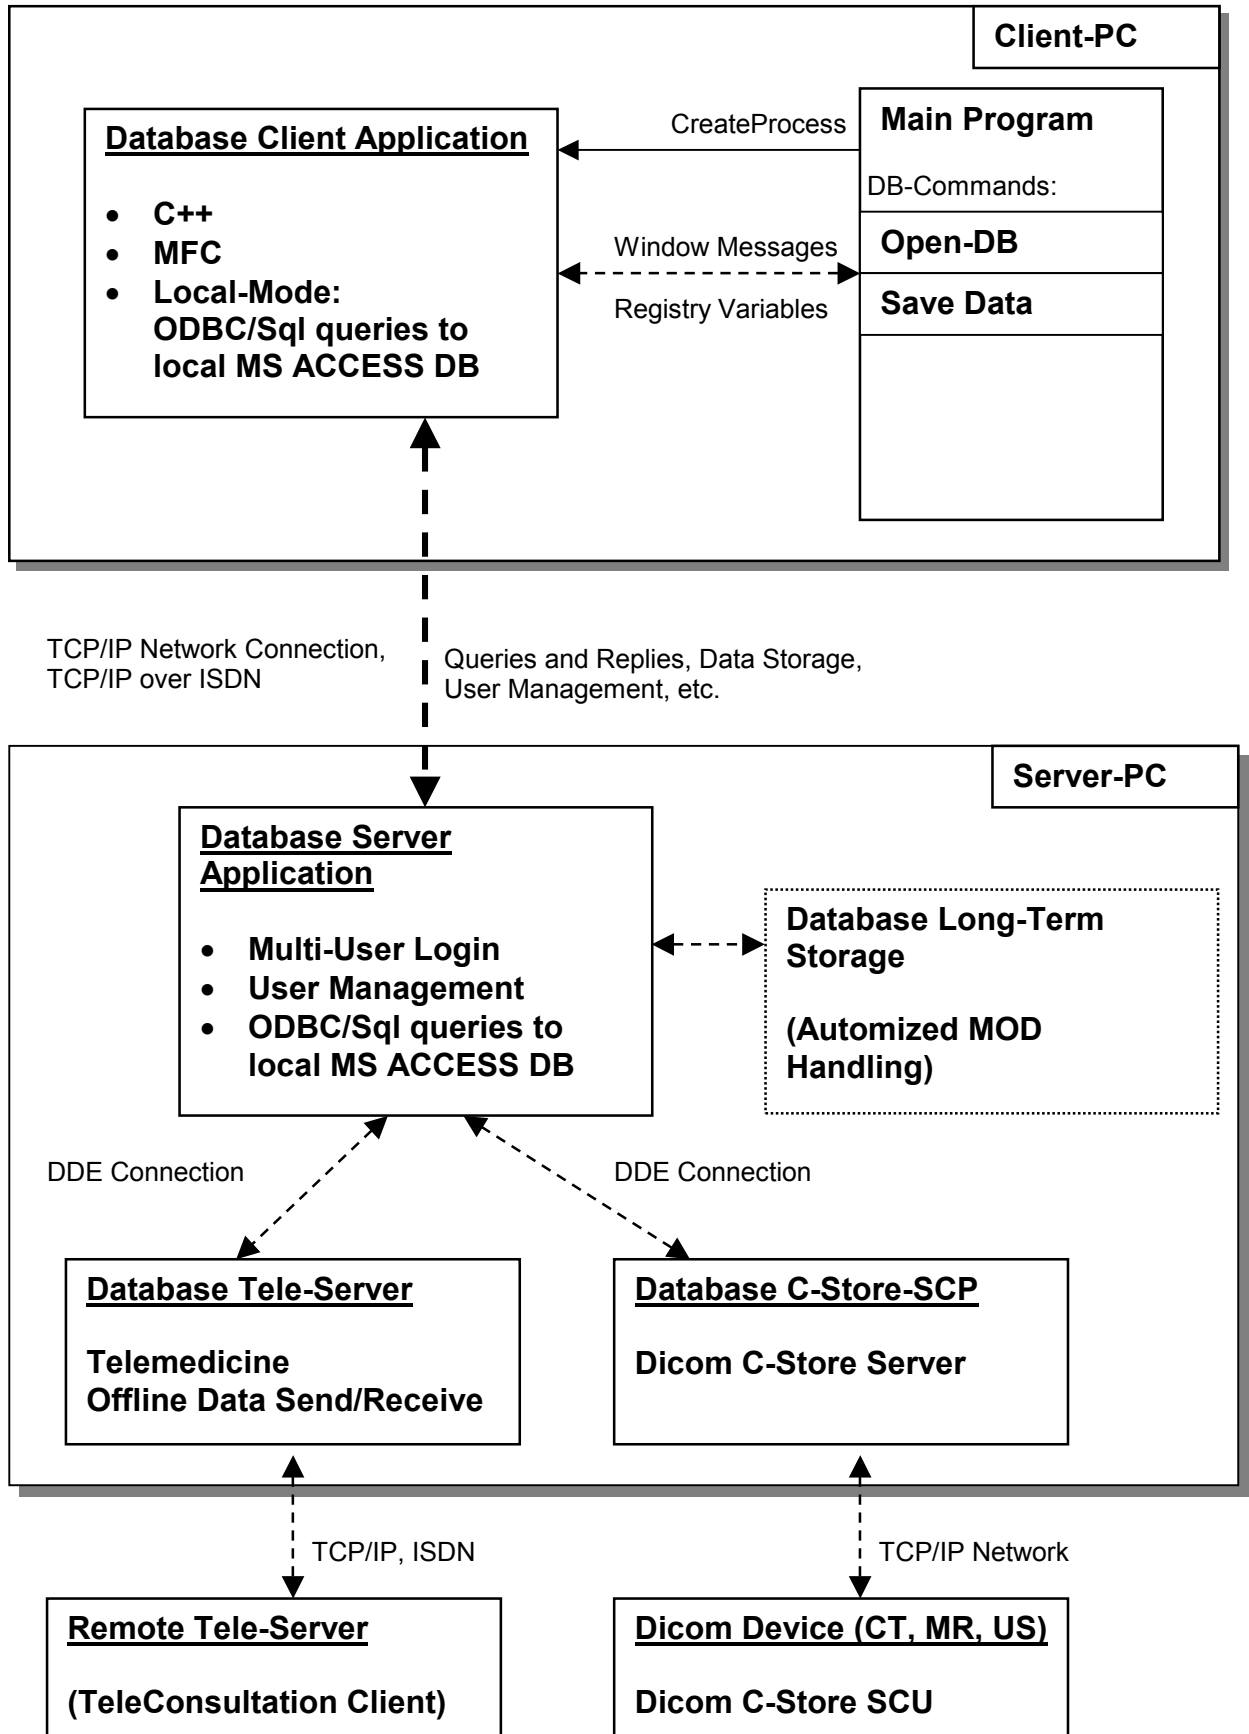 Client-PC
Database Client Application
• C++
• MFC
• Local-Mode:
ODBC/Sql queries to
local MS ACCESS DB
CreateProcess
Window Messages
Registry Variables
Main Program
DB-Commands:
Open-DB
Save Data
TCP/IP Network Connection,
TCP/IP over ISDN
Queries and Replies, Data Storage,
User Management, etc.
Server-PC
Database Server
Application
• Multi-User Login
• User Management
• ODBC/Sql queries to
local MS ACCESS DB
Database Long-Term
Storage
(Automized MOD
Handling)
DDE Connection
DDE Connection
Database Tele-Server
Telemedicine
Offline Data Send/Receive
Database C-Store-SCP
Dicom C-Store Server
TCP/IP, ISDN
TCP/IP Network
Remote Tele-Server
(TeleConsultation Client)
Dicom Device (CT, MR, US)
Dicom C-Store SCU